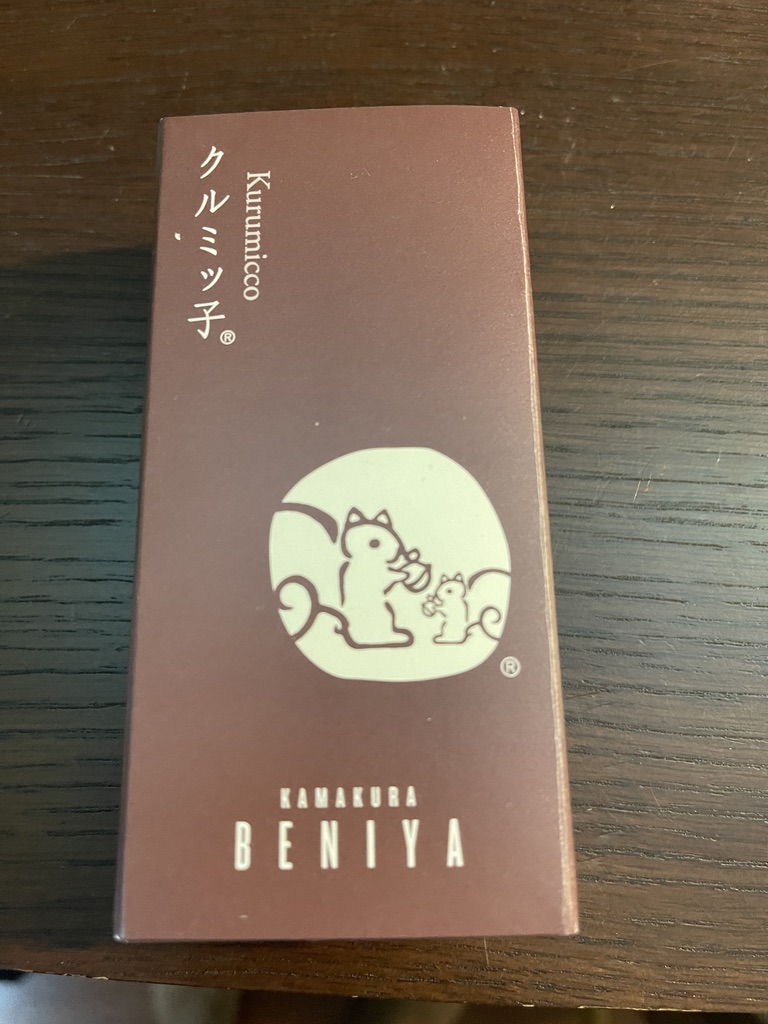 クルミッ子®
Kurumicco
®
KAMAKURA
BENIYA